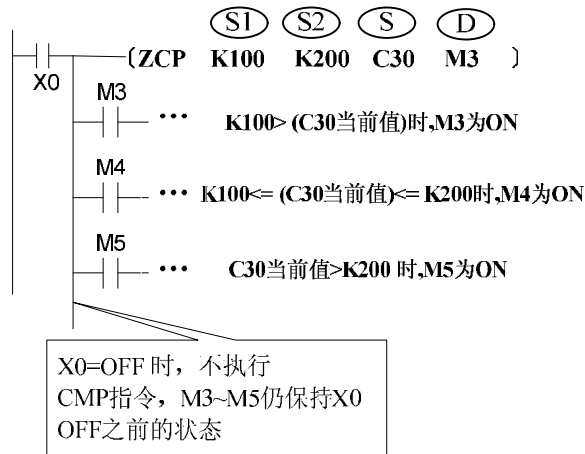 S1 S2 S D
X0 〔ZCP K100 K200 C30 M3 〕
M3
··· K100> (C30当前值)时,M3为ON
M4
··· K100<= (C30当前值)<= K200时,M4为ON
M5
··· C30当前值>K200 时,M5为ON
X0=OFF 时，不执行
CMP指令，M3~M5仍保持X0
OFF之前的状态